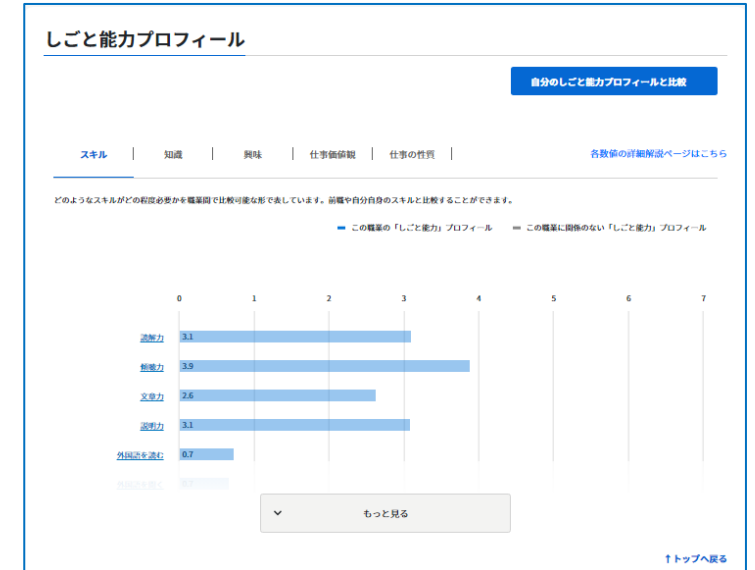 しごと能力プロフィール
自分のしごと能力プロフィールと比較
スキル 知識 興味 仕事価値観 仕事の性質 各数値の詳細解説ページはこちら
どのようなスキルがどの程度必要かを職業間で比較可能な形で表しています。前職や自分自身のスキルと比較することができます。
この職業の「しごと能力」プロフィール この職業に関係のない「しごと能力」プロフィール
0 1 2 3 4 5 6 7
読解力 3.1
傾聴力 3.9
文章力 2.6
説明力 3.1
外国語を読む 0.7
もっと見る
↑トップへ戻る